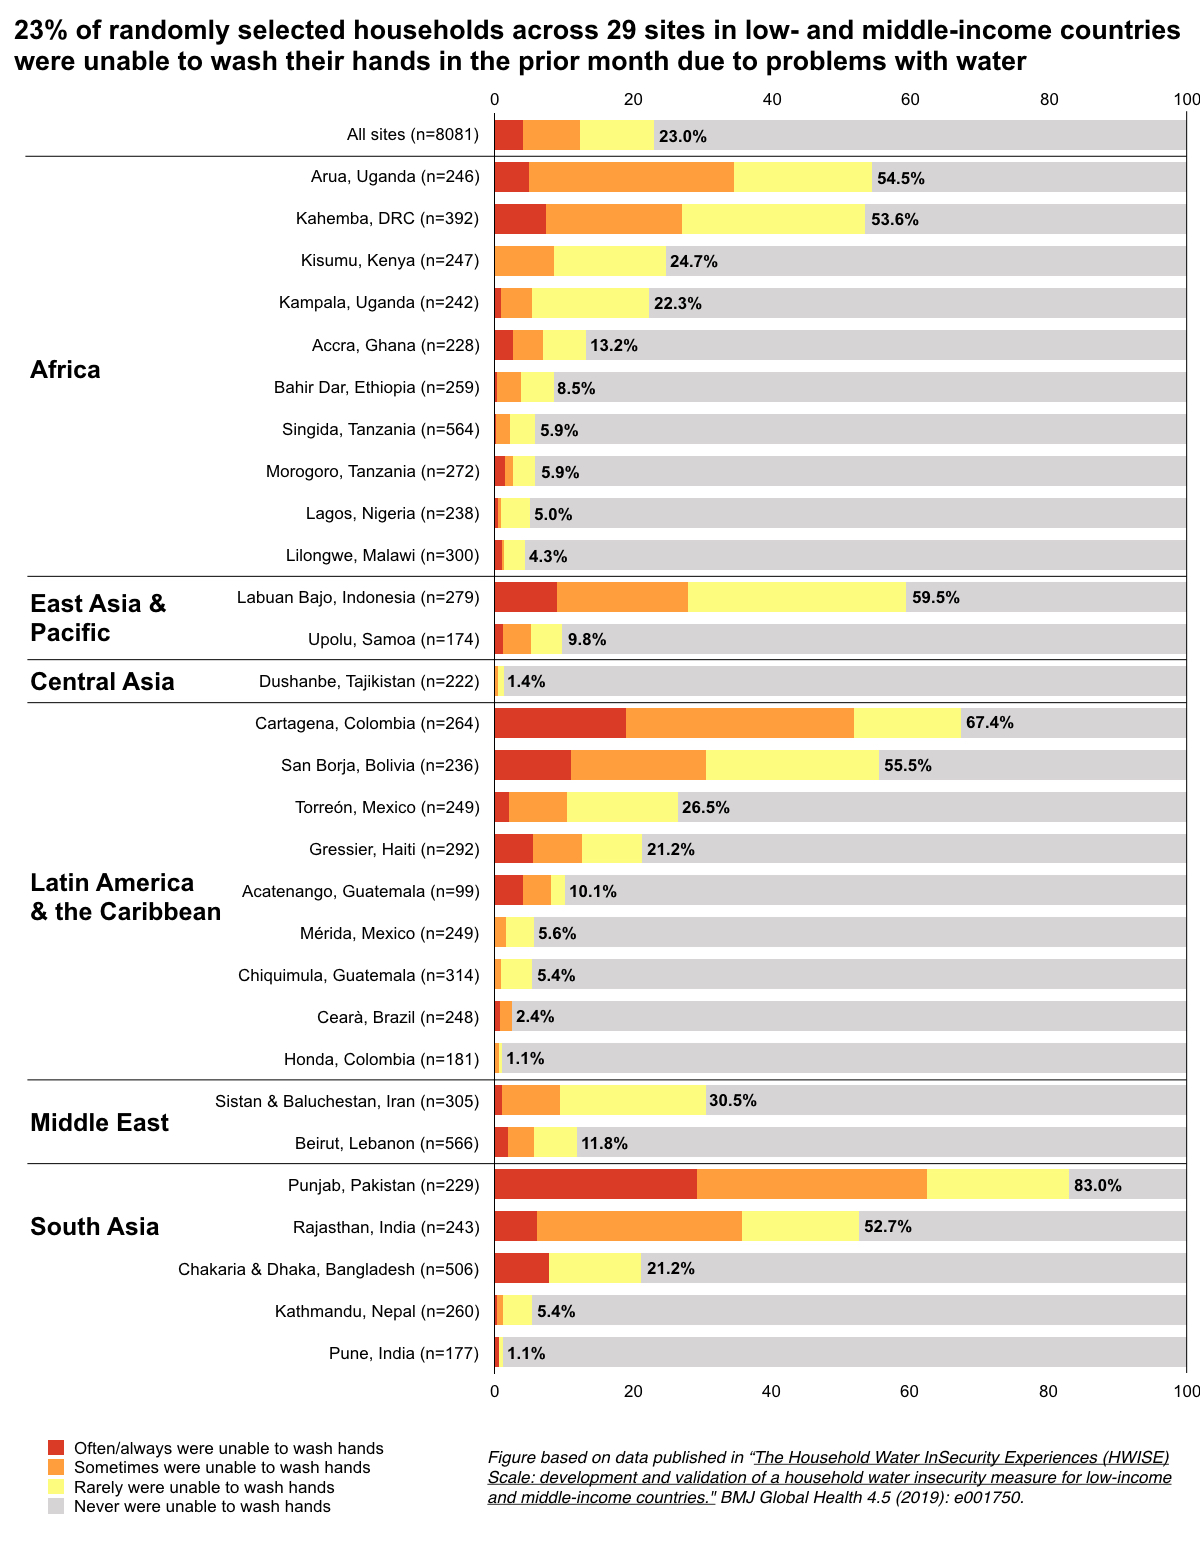 23% of randomly selected households across 29 sites in low- and middle-income countries
were unable to wash their hands in the prior month due to problems with water
0 20 40 60 80 100
All sites (n=8081) 23.0%
Africa
Arua, Uganda (n=246) 54.5%
Kahemba, DRC (n=392) 53.6%
Kisumu, Kenya (n=247) 24.7%
Kampala, Uganda (n=242) 22.3%
Accra, Ghana (n=228) 13.2%
Bahir Dar, Ethiopia (n=259) 8.5%
Singida, Tanzania (n=564) 5.9%
Morogoro, Tanzania (n=272) 5.9%
Lagos, Nigeria (n=238) 5.0%
Lilongwe, Malawi (n=300) 4.3%
East Asia &
Pacific
Labuan Bajo, Indonesia (n=279) 59.5%
Upolu, Samoa (n=174) 9.8%
Central Asia
Dushanbe, Tajikistan (n=222) 1.4%
Latin America
& the Caribbean
Cartagena, Colombia (n=264) 67.4%
San Borja, Bolivia (n=236) 55.5%
Torreón, Mexico (n=249) 26.5%
Gressier, Haiti (n=292) 21.2%
Acatenango, Guatemala (n=99) 10.1%
Mérida, Mexico (n=249) 5.6%
Chiquimula, Guatemala (n=314) 5.4%
Cearà, Brazil (n=248) 2.4%
Honda, Colombia (n=181) 1.1%
Middle East
Sistan & Baluchestan, Iran (n=305) 30.5%
Beirut, Lebanon (n=566) 11.8%
South Asia
Punjab, Pakistan (n=229) 83.0%
Rajasthan, India (n=243) 52.7%
Chakaria & Dhaka, Bangladesh (n=506) 21.2%
Kathmandu, Nepal (n=260) 5.4%
Pune, India (n=177) 1.1%
0 20 40 60 80 100
Often/always were unable to wash hands
Sometimes were unable to wash hands
Rarely were unable to wash hands
Never were unable to wash hands
Figure based on data published in “The Household Water InSecurity Experiences (HWISE)
Scale: development and validation of a household water insecurity measure for low-income
and middle-income countries." BMJ Global Health 4.5 (2019): e001750.